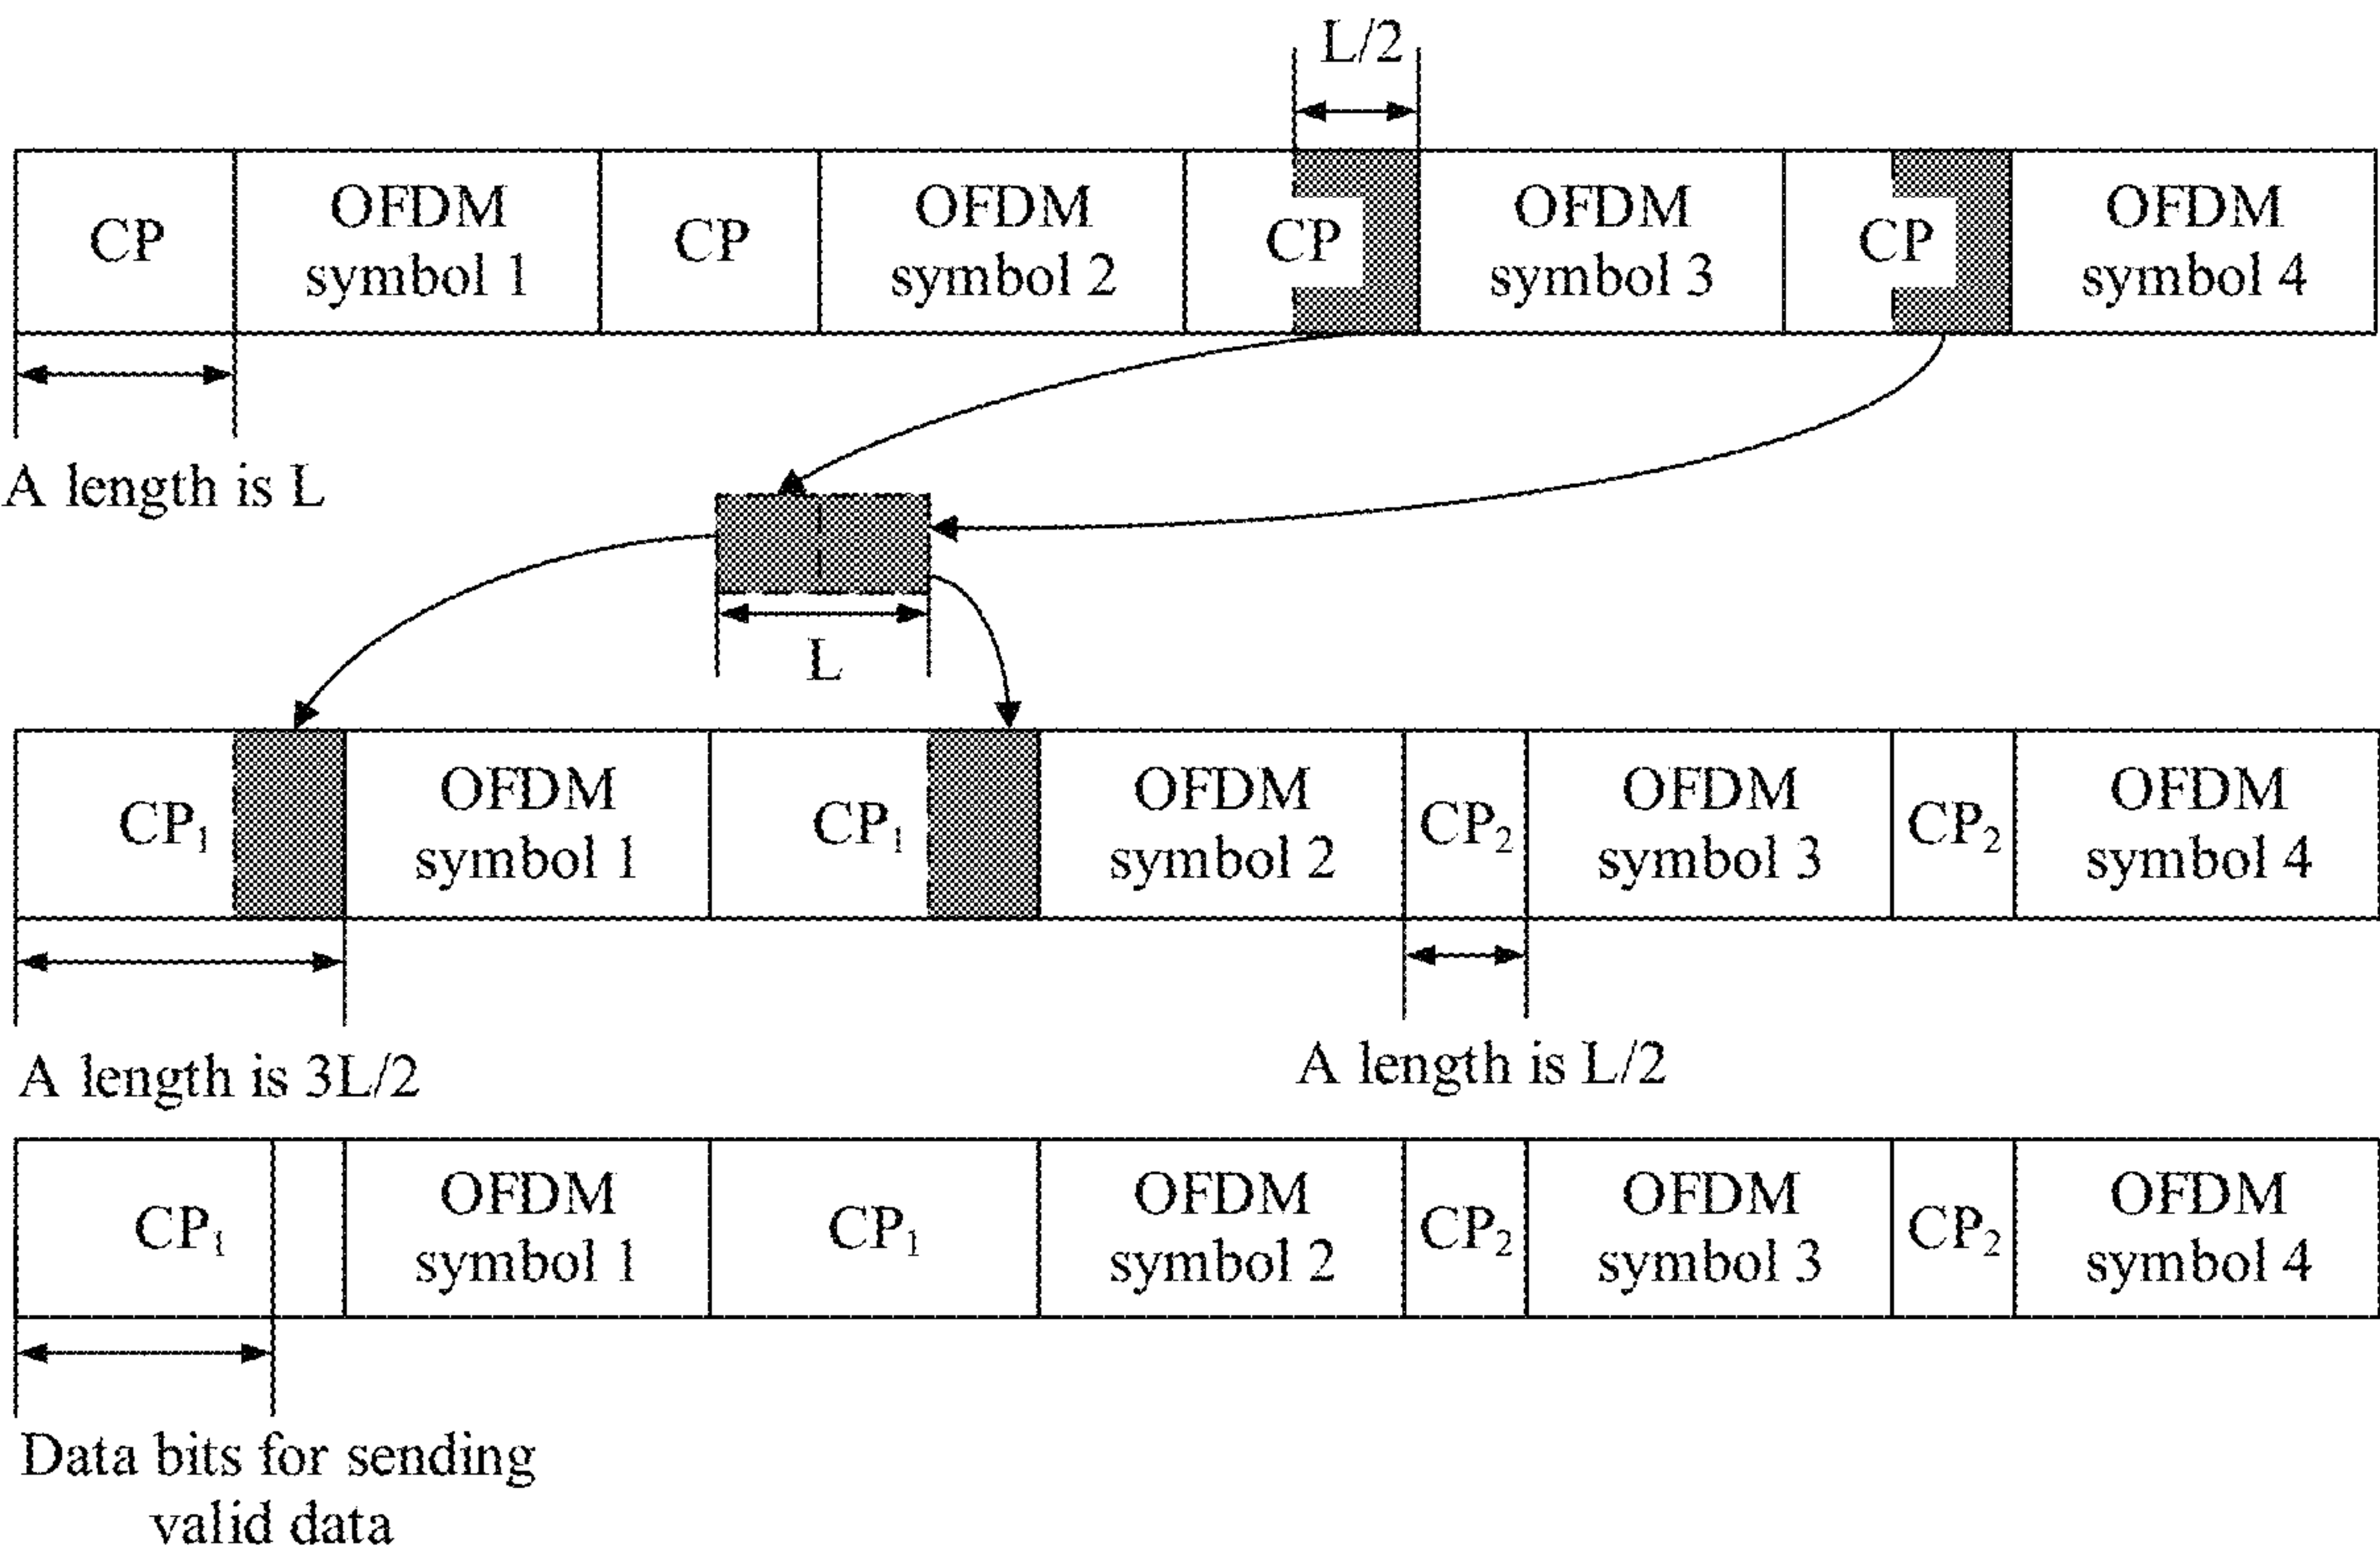 L/2
CP
OFDM
symbol 1
CP
OFDM
symbol 2
CP
OFDM
symbol 3
CP
OFDM
symbol 4
A length is L
L
CP₁
OFDM
symbol 1
CP₁
OFDM
symbol 2
CP₂
OFDM
symbol 3
CP₂
OFDM
symbol 4
A length is 3L/2
A length is L/2
CP₁
OFDM
symbol 1
CP₁
OFDM
symbol 2
CP₂
OFDM
symbol 3
CP₂
OFDM
symbol 4
Data bits for sending
valid data